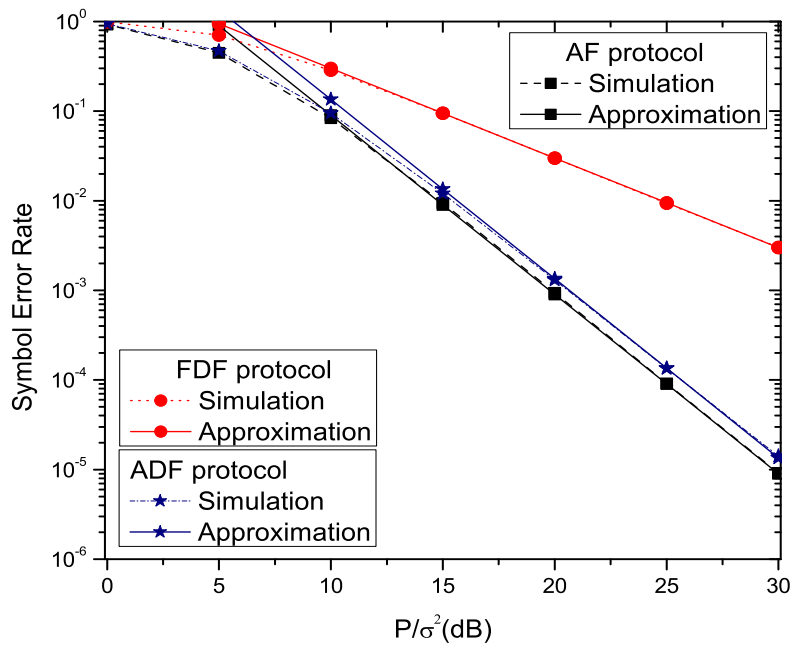 10^0
10^-1
10^-2
10^-3
10^-4
10^-5
10^-6
Symbol Error Rate
AF protocol
Simulation
Approximation
FDF protocol
Simulation
Approximation
ADF protocol
Simulation
Approximation
0 5 10 15 20 25 30
P/σ²(dB)